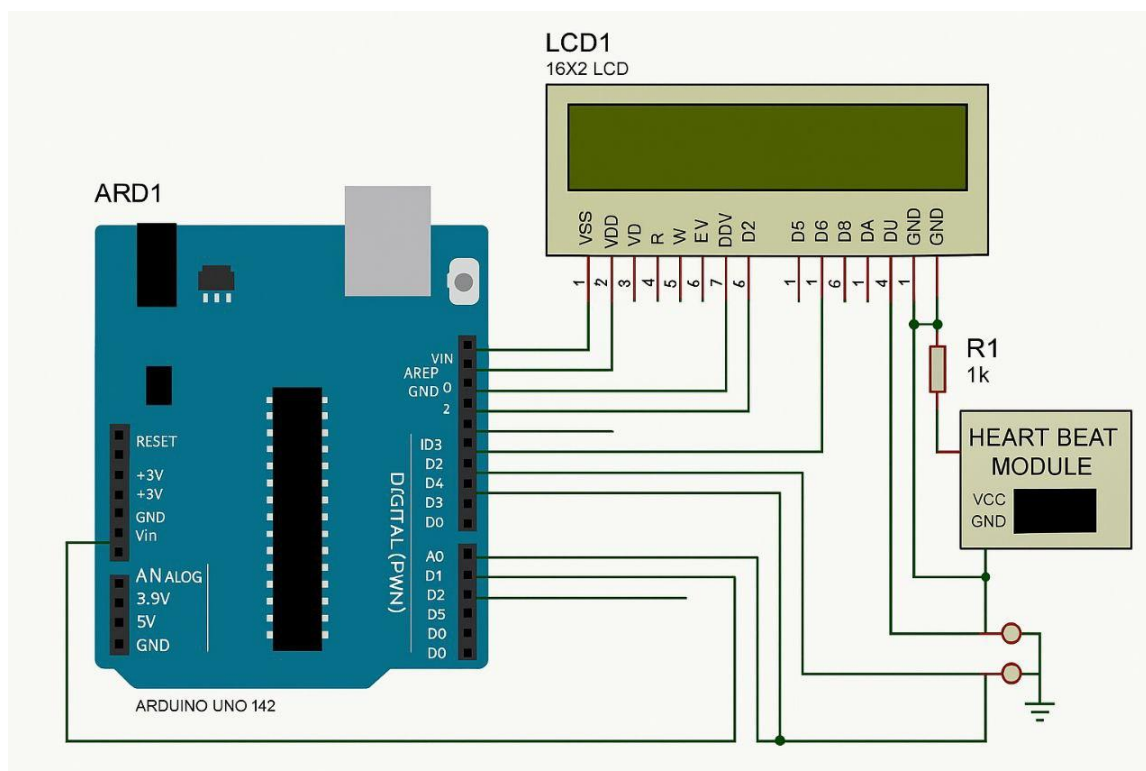 LCD1
16X2 LCD
ARD1
VSS
VDD
VD
R
W
EV
DDV
D2
D5
D6
D8
DA
DU
GND
GND
1
2
3
4
5
6
7
6
1
1
6
1
4
1
R1
1k
VIN
AREP
GND 0
2
ID3
D2
D4
D3
D0
DIGITAL (PWN)
A0
D1
D2
D5
D0
D0
RESET
+3V
+3V
GND
Vin
ANALOG
3.9V
5V
GND
ARDUINO UNO 142
HEART BEAT
MODULE
VCC
GND